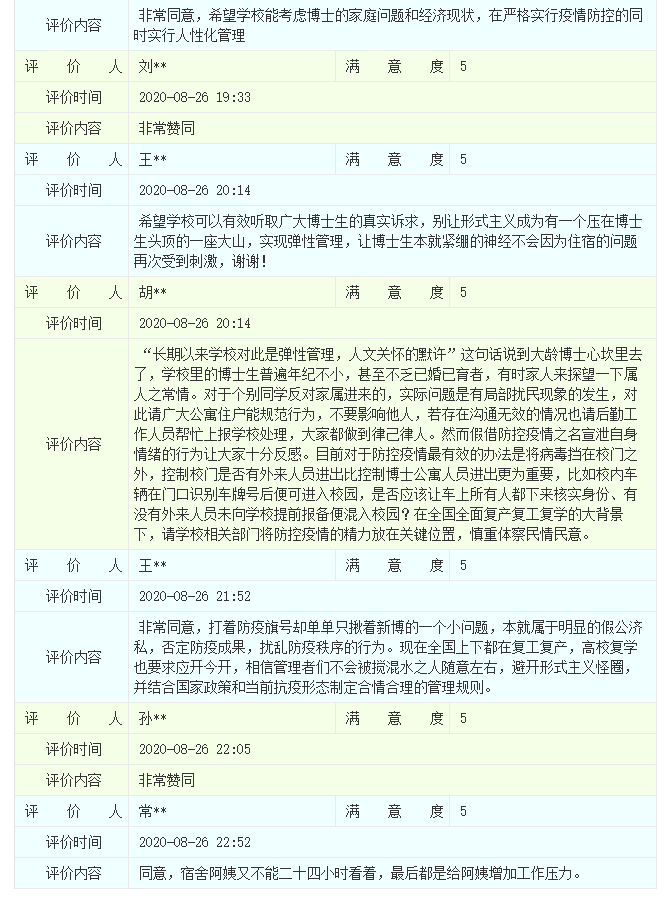 评价内容 非常同意，希望学校能考虑博士的家庭问题和经济现状，在严格实行疫情防控的同
时实行人性化管理
评价人 刘** 满意度 5
评价时间 2020-08-26 19:33
评价内容 非常赞同
评价人 王** 满意度 5
评价时间 2020-08-26 20:14
评价内容 希望学校可以有效听取广大博士生的真实诉求，别让形式主义成为有一个压在博士
生头顶的一座大山，实现弹性管理，让博士生本就紧绷的神经不会因为住宿的问题
再次受到刺激，谢谢！
评价人 胡** 满意度 5
评价时间 2020-08-26 20:14
评价内容 “长期以来学校对此是弹性管理，人文关怀的默许”这句话说到大龄博士心坎里去
了，学校里的博士生普遍年纪不小，甚至不乏已婚已育者，有时家人来探望一下属
人之常情。对于个别同学反对家属进来的，实际问题是有局部扰民现象的发生，对
此请广大公寓住户能规范行为，不要影响他人，若存在沟通无效的情况也请后勤工
作人员帮忙上报学校处理，大家都做到律己律人。然而假借防控疫情之名宣泄自身
情绪的行为让大家十分反感。目前对于防控疫情最有效的办法是将病毒挡在校门之
外，控制校门是否有外来人员进出比控制博士公寓人员进出更为重要，比如校内车
辆在门口识别车牌号后便可进入校园，是否应该让车上所有人都下来核实身份、有
没有外来人员未向学校提前报备便混入校园？在全国全面复产复工复学的大背景
下，请学校相关部门将防控疫情的精力放在关键位置，慎重体察民情民意。
评价人 王** 满意度 5
评价时间 2020-08-26 21:52
评价内容 非常同意，打着防疫旗号却单单只揪着新博的一个小问题，本就属于明显的假公济
私，否定防疫成果，扰乱防疫秩序的行为。现在全国上下都在复工复产，高校复学
也要求应开今开，相信管理者们不会被搅混水之人随意左右，避开形式主义怪圈，
并结合国家政策和当前抗疫形态制定合情合理的管理规则。
评价人 孙** 满意度 5
评价时间 2020-08-26 22:05
评价内容 非常赞同
评价人 常** 满意度 5
评价时间 2020-08-26 22:52
评价内容 同意，宿舍阿姨又不能二十四小时看着，最后都是给阿姨增加工作压力。